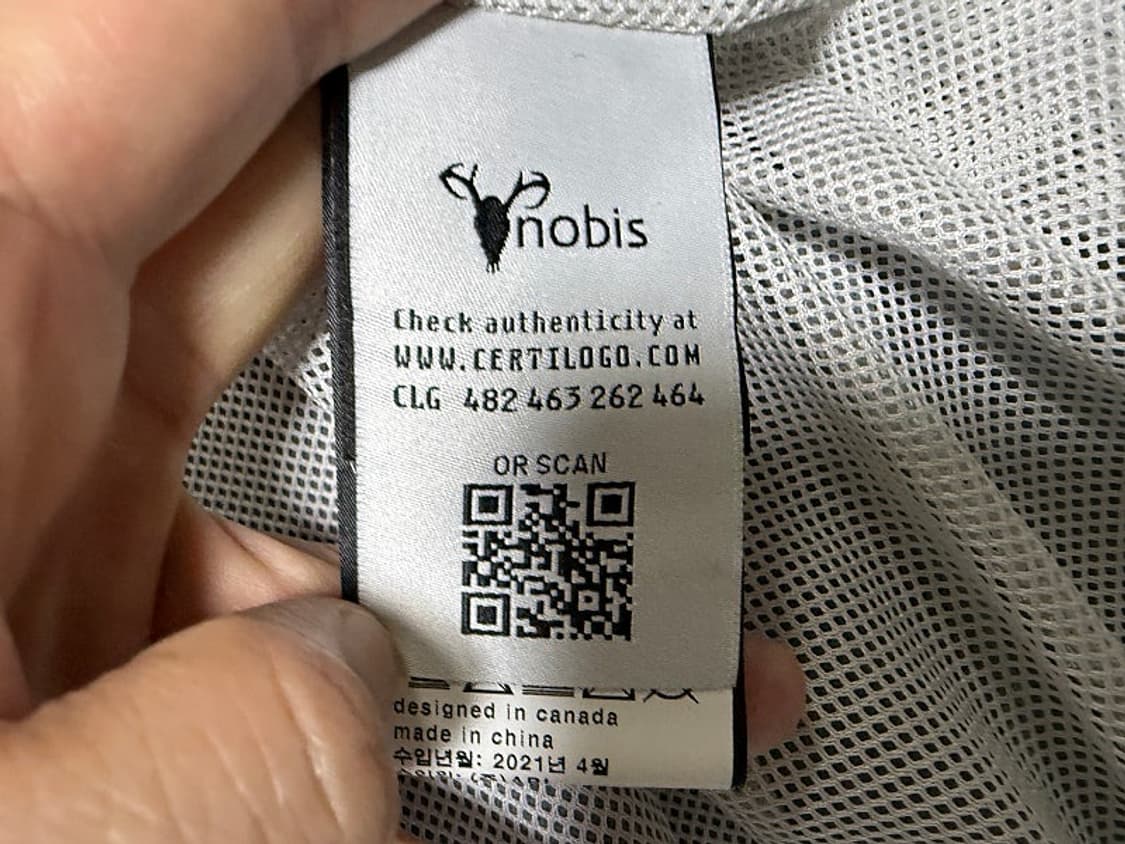 nobis
Check authenticity at
WWW.CERTILOGO.COM
CLG 482 463 262 464
OR SCAN
designed in canada
made in china
수입년월: 2021년 4월